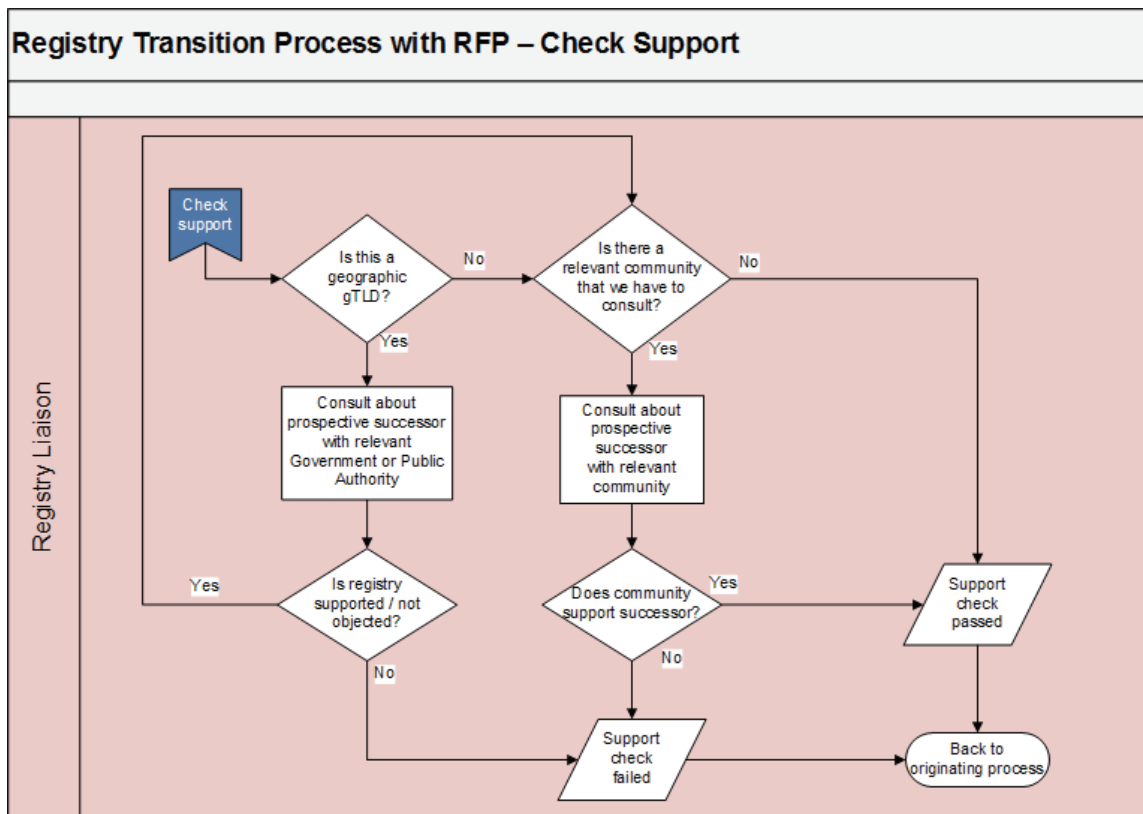 Registry Transition Process with RFP – Check Support
Registry Liaison
Check
support
Is this a
geographic
gTLD?
No
Is there a
relevant community
that we have to
consult?
No
Yes
Yes
Consult about
prospective successor
with relevant
Government or Public
Authority
Consult about
prospective
successor
with relevant
community
Yes
Is registry
supported / not
objected?
No
Does community
support successor?
Yes
No
Support
check
passed
Support
check
failed
Back to
originating process